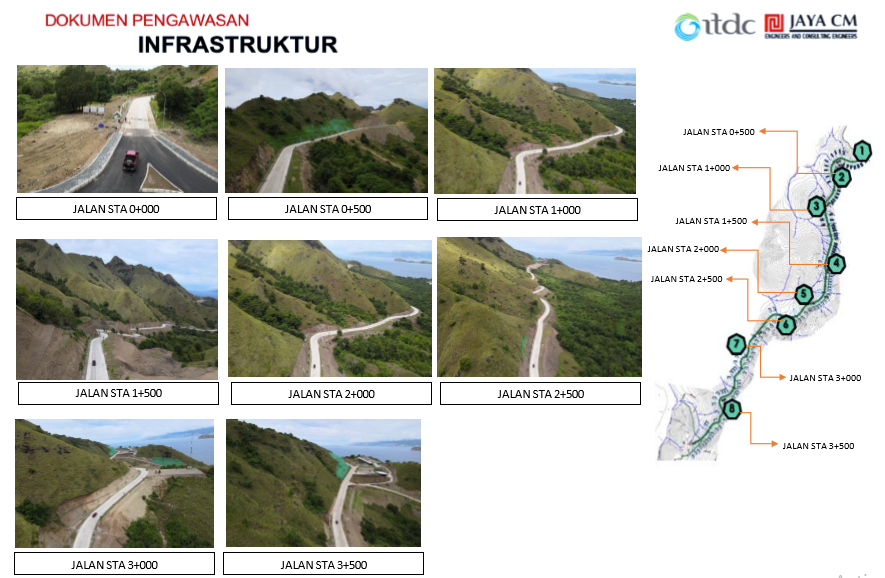 DOKUMEN PENGAWASAN
INFRASTRUKTUR
itdc
JAYA CM
ENGINEERS AND CONSULTING ENGINEERS
JALAN STA 0+000
JALAN STA 0+500
JALAN STA 1+000
JALAN STA 1+500
JALAN STA 2+000
JALAN STA 2+500
JALAN STA 3+000
JALAN STA 3+500
JALAN STA 0+500
JALAN STA 1+000
JALAN STA 1+500
JALAN STA 2+000
JALAN STA 2+500
JALAN STA 3+000
JALAN STA 3+500
1
2
3
4
5
6
7
8